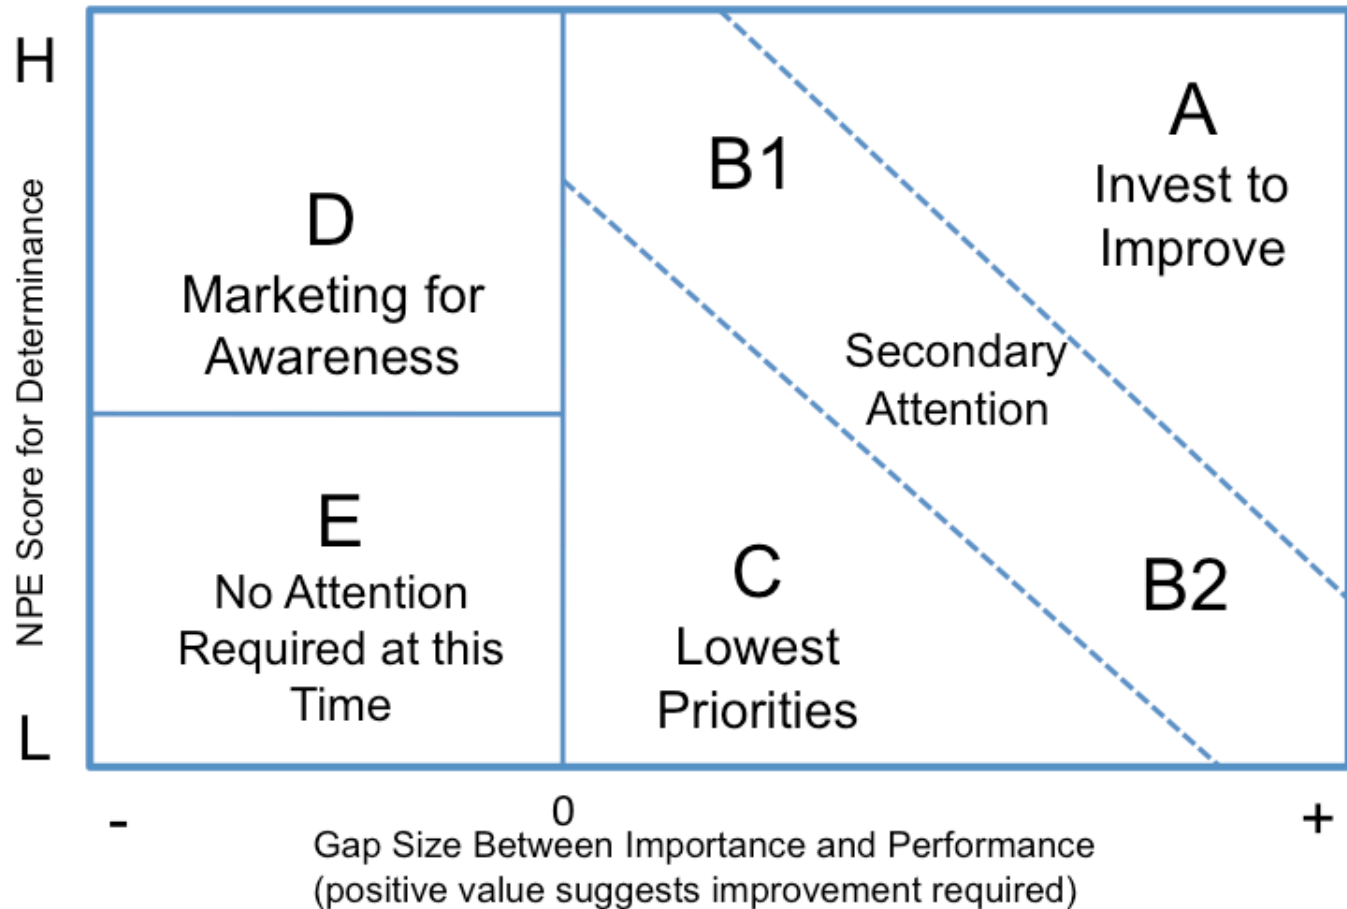 H
NPE Score for Determinance
L
D
Marketing for
Awareness
E
No Attention
Required at this
Time
B1
A
Invest to
Improve
Secondary
Attention
C
Lowest
Priorities
B2
-
0
+
Gap Size Between Importance and Performance
(positive value suggests improvement required)